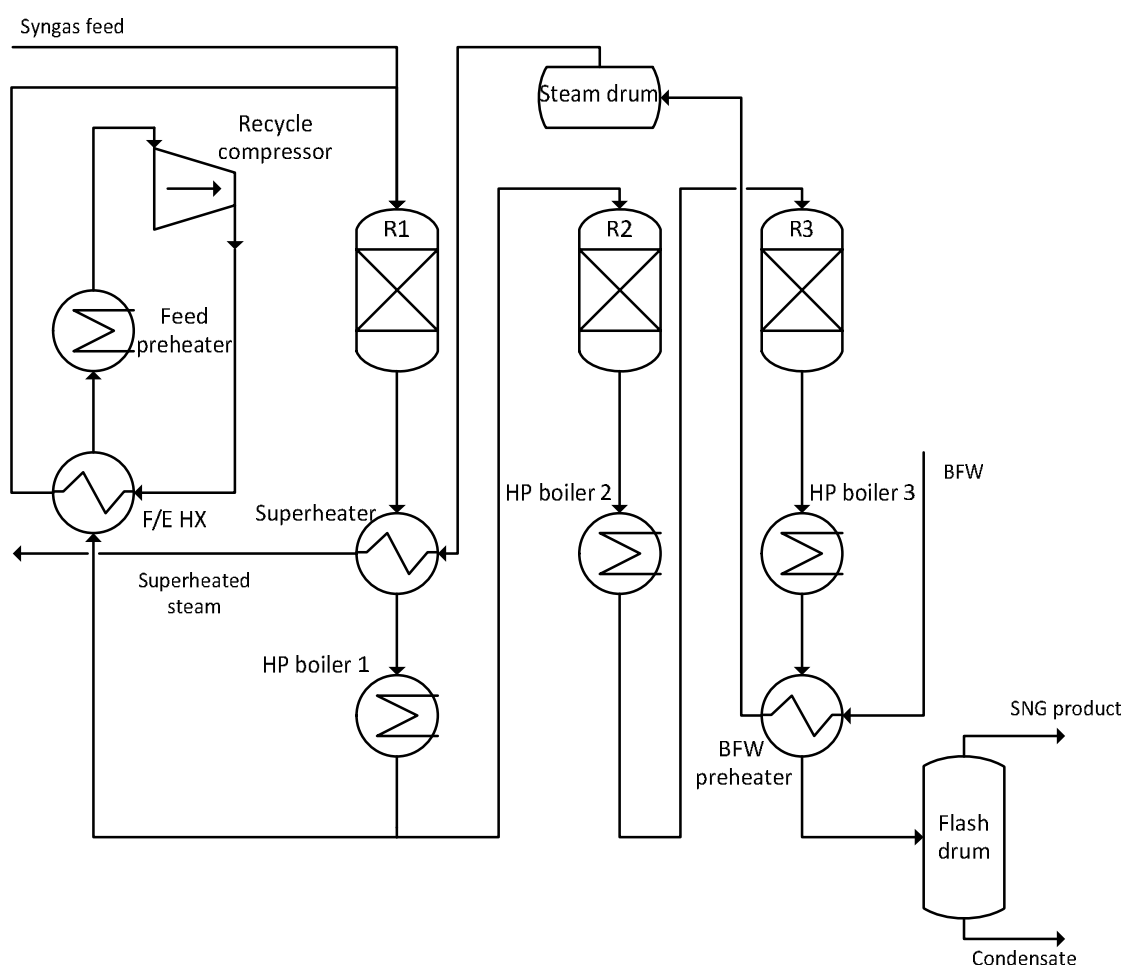 Syngas feed
Steam drum
Recycle
compressor
R1
R2
R3
Feed
preheater
BFW
HP boiler 2
HP boiler 3
Superheater
F/E HX
Superheated
steam
HP boiler 1
SNG product
BFW
preheater
Flash
drum
Condensate